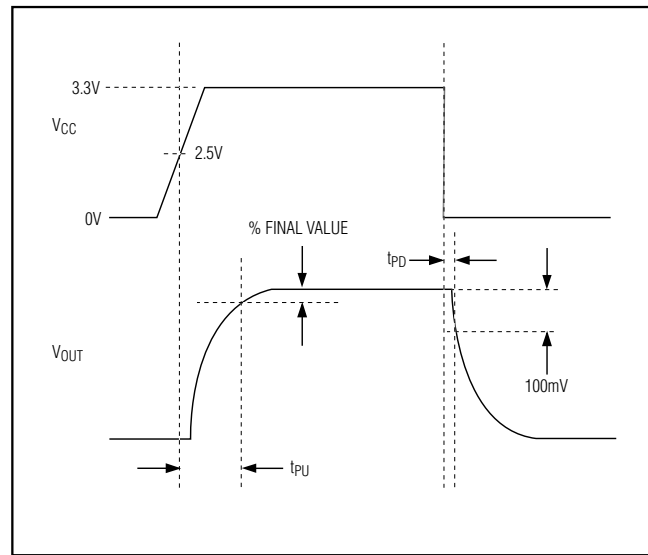 3.3V
VCC
2.5V
0V
% FINAL VALUE
tPD
VOUT
100mV
tPU